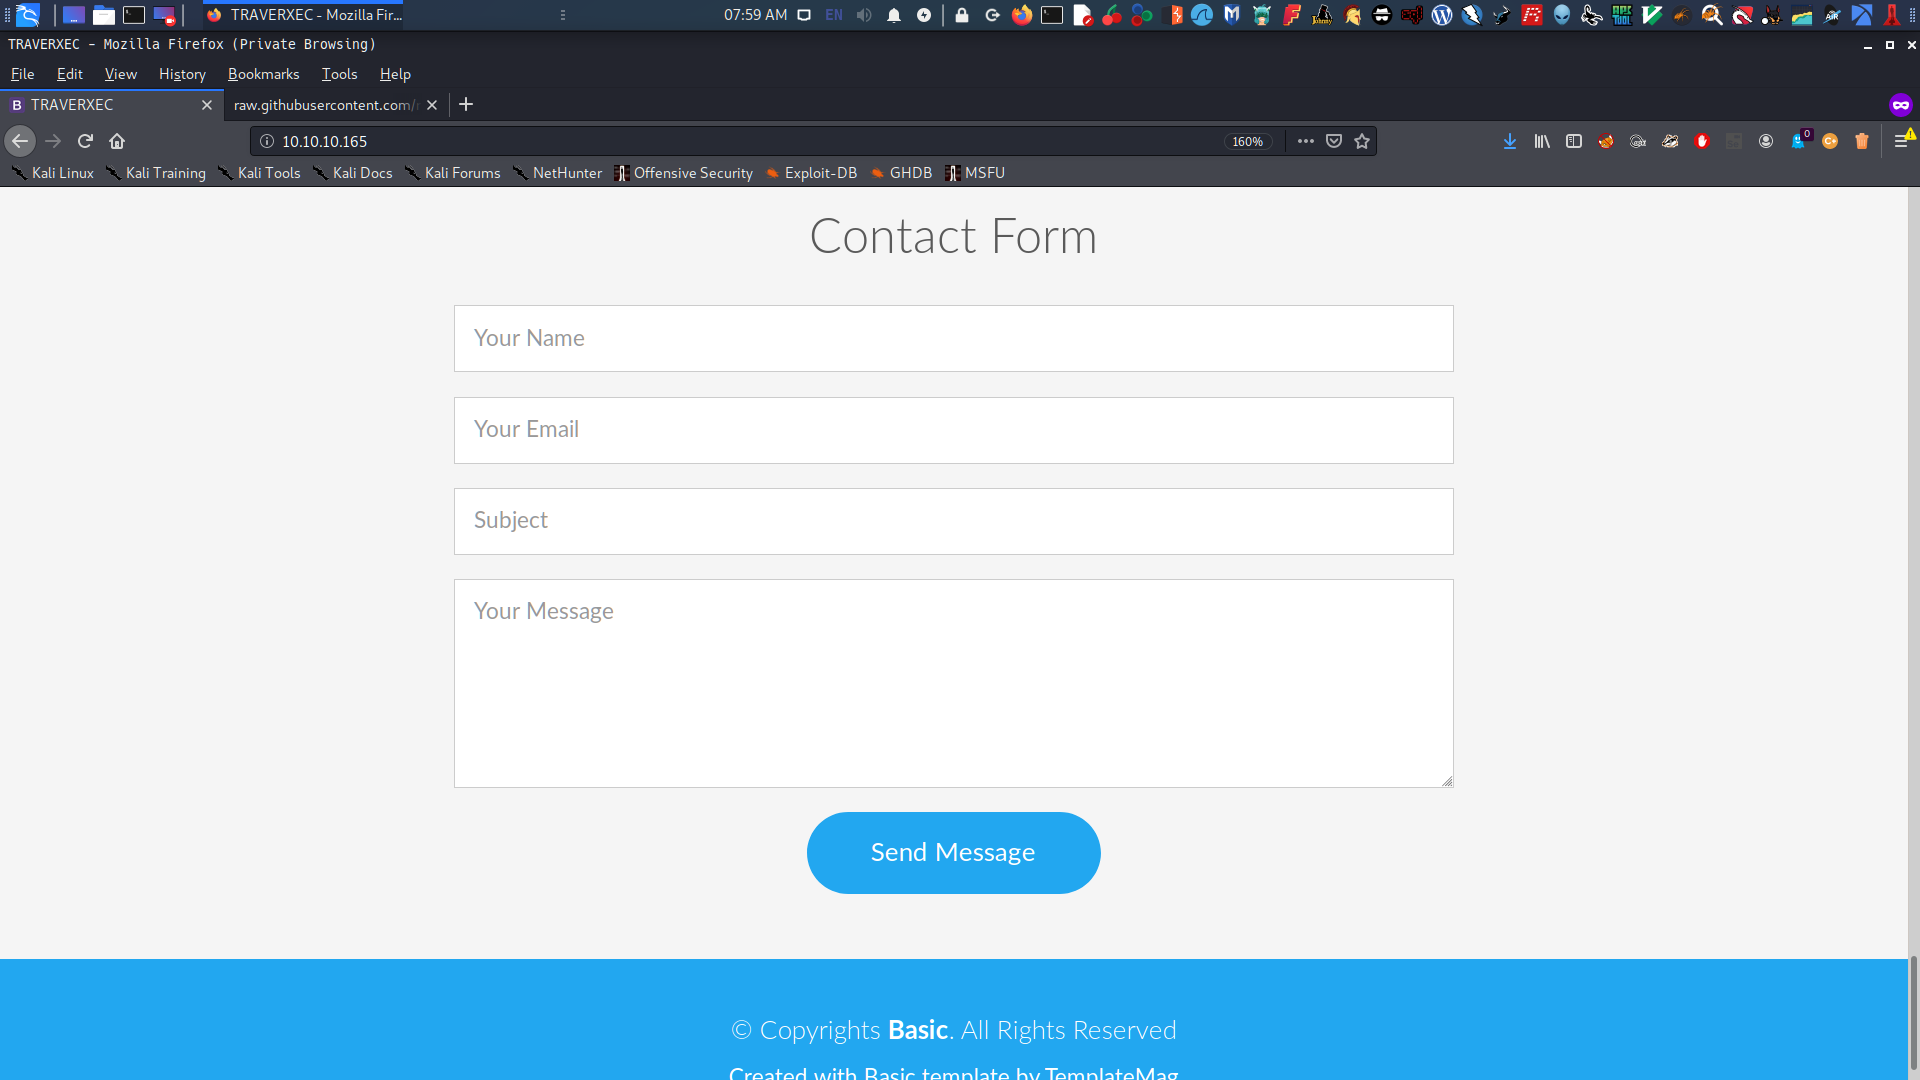 TRAVERXEC - Mozilla Fir...
07:59 AM
EN
TRAVERXEC - Mozilla Firefox (Private Browsing)
File Edit View History Bookmarks Tools Help
B TRAVERXEC
raw.githubusercontent.com/
10.10.10.165
160%
0
Kali Linux Kali Training Kali Tools Kali Docs Kali Forums NetHunter Offensive Security Exploit-DB GHDB MSFU
Contact Form
Your Name
Your Email
Subject
Your Message
Send Message
© Copyrights Basic. All Rights Reserved
Created with Basic template by TemplateMag